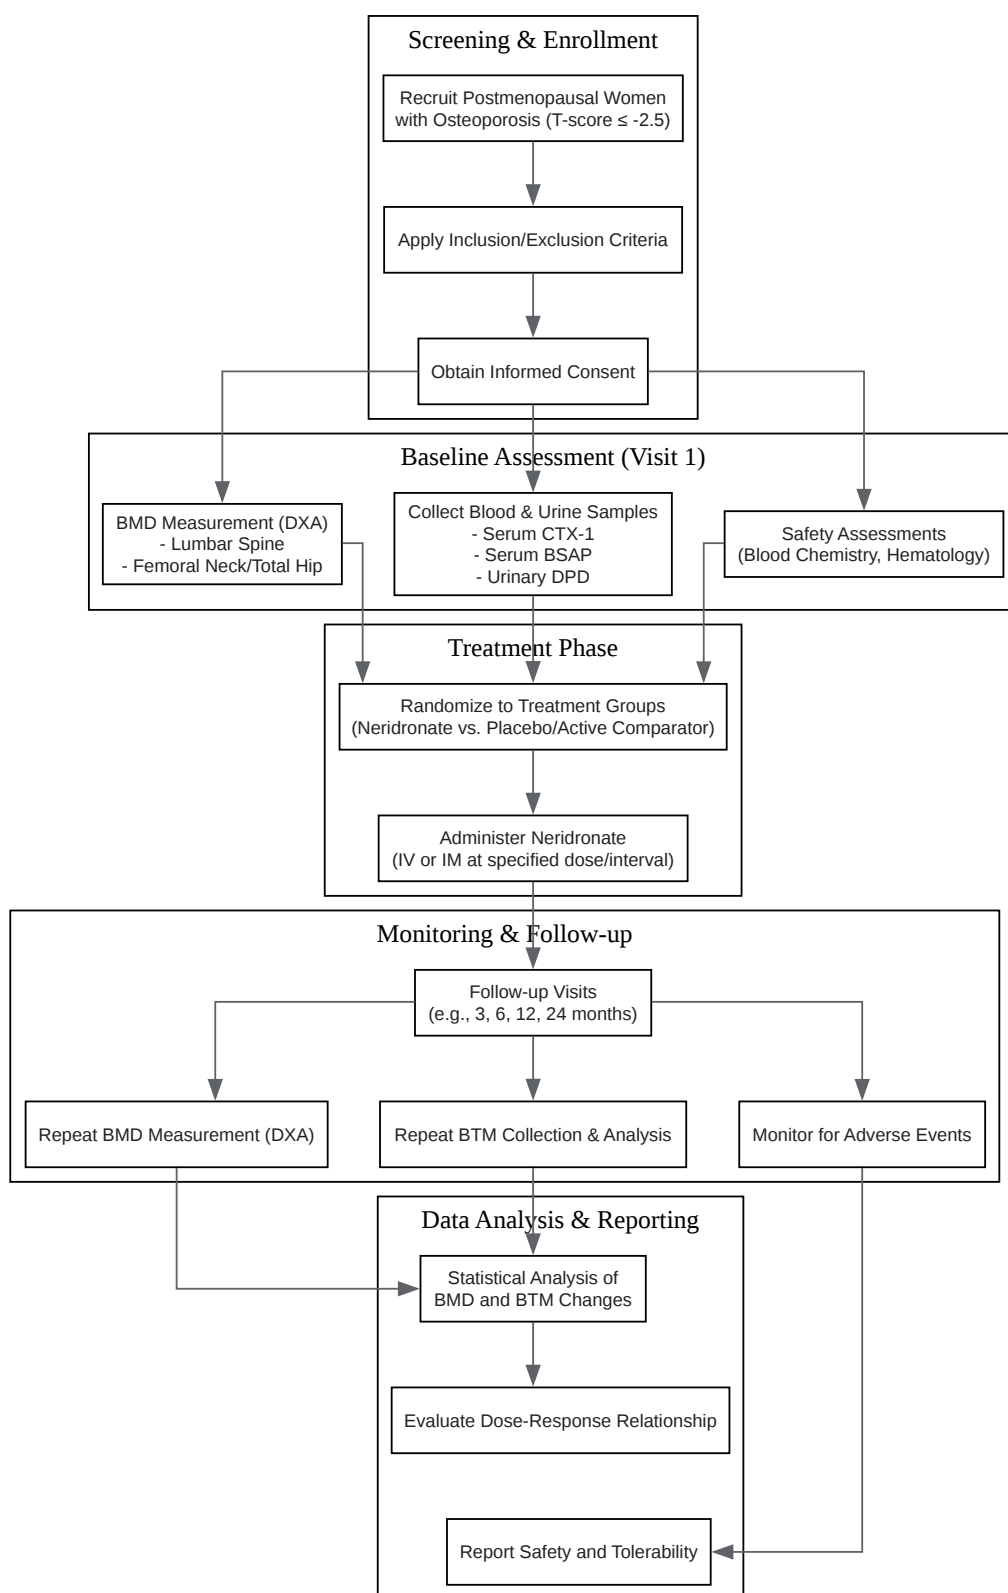 Screening & Enrollment
Recruit Postmenopausal Women
with Osteoporosis (T-score ≤ -2.5)
Apply Inclusion/Exclusion Criteria
Obtain Informed Consent
Baseline Assessment (Visit 1)
BMD Measurement (DXA)
- Lumbar Spine
- Femoral Neck/Total Hip
Collect Blood & Urine Samples
- Serum CTX-1
- Serum BSAP
- Urinary DPD
Safety Assessments
(Blood Chemistry, Hematology)
Treatment Phase
Randomize to Treatment Groups
(Neridronate vs. Placebo/Active Comparator)
Administer Neridronate
(IV or IM at specified dose/interval)
Monitoring & Follow-up
Follow-up Visits
(e.g., 3, 6, 12, 24 months)
Repeat BMD Measurement (DXA)
Repeat BTM Collection & Analysis
Monitor for Adverse Events
Data Analysis & Reporting
Statistical Analysis of
BMD and BTM Changes
Evaluate Dose-Response Relationship
Report Safety and Tolerability